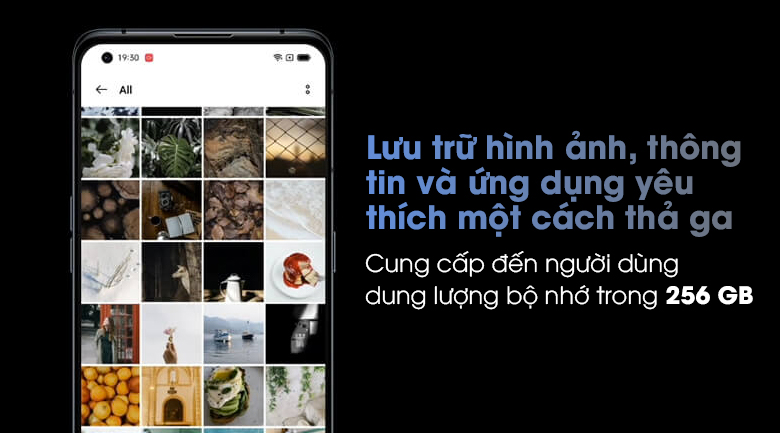 19:30
All
Lưu trữ hình ảnh, thông
tin và ứng dụng yêu
thích một cách thả ga
Cung cấp đến người dùng
dung lượng bộ nhớ trong 256 GB